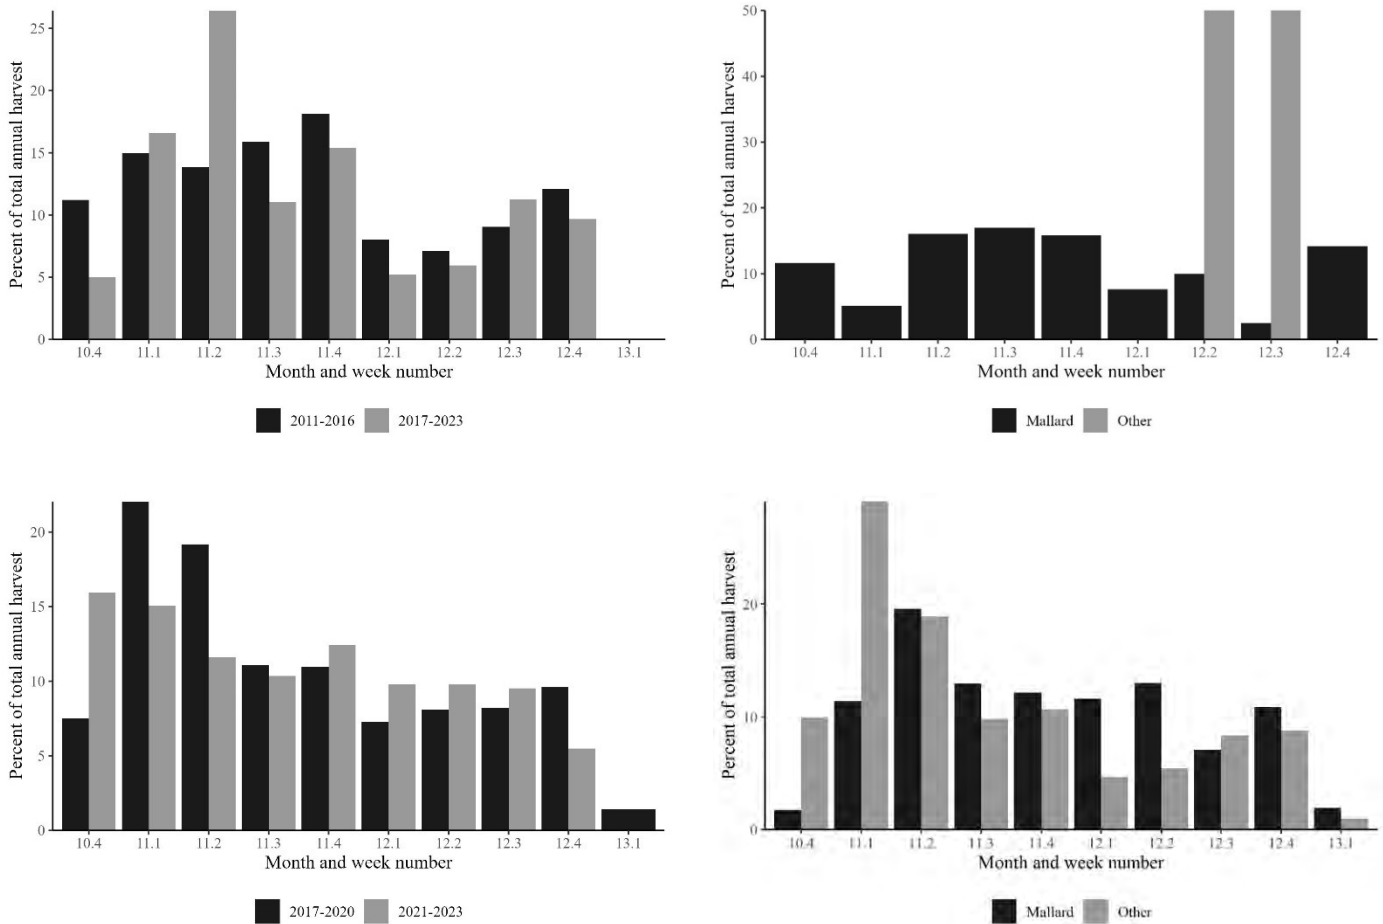 Percent of total annual harvest
25
20
15
10
5
0
10.4 11.1 11.2 11.3 11.4 12.1 12.2 12.3 12.4 13.1
Month and week number
2011-2016 2017-2023
Percent of total annual harvest
50
40
30
20
10
0
10.4 11.1 11.2 11.3 11.4 12.1 12.2 12.3 12.4
Month and week number
Mallard Other
Percent of total annual harvest
20
15
10
5
0
10.4 11.1 11.2 11.3 11.4 12.1 12.2 12.3 12.4 13.1
Month and week number
2017-2020 2021-2023
Percent of total annual harvest
20
10
0
10.4 11.1 11.2 11.3 11.4 12.1 12.2 12.3 12.4 13.1
Month and week number
Mallard Other